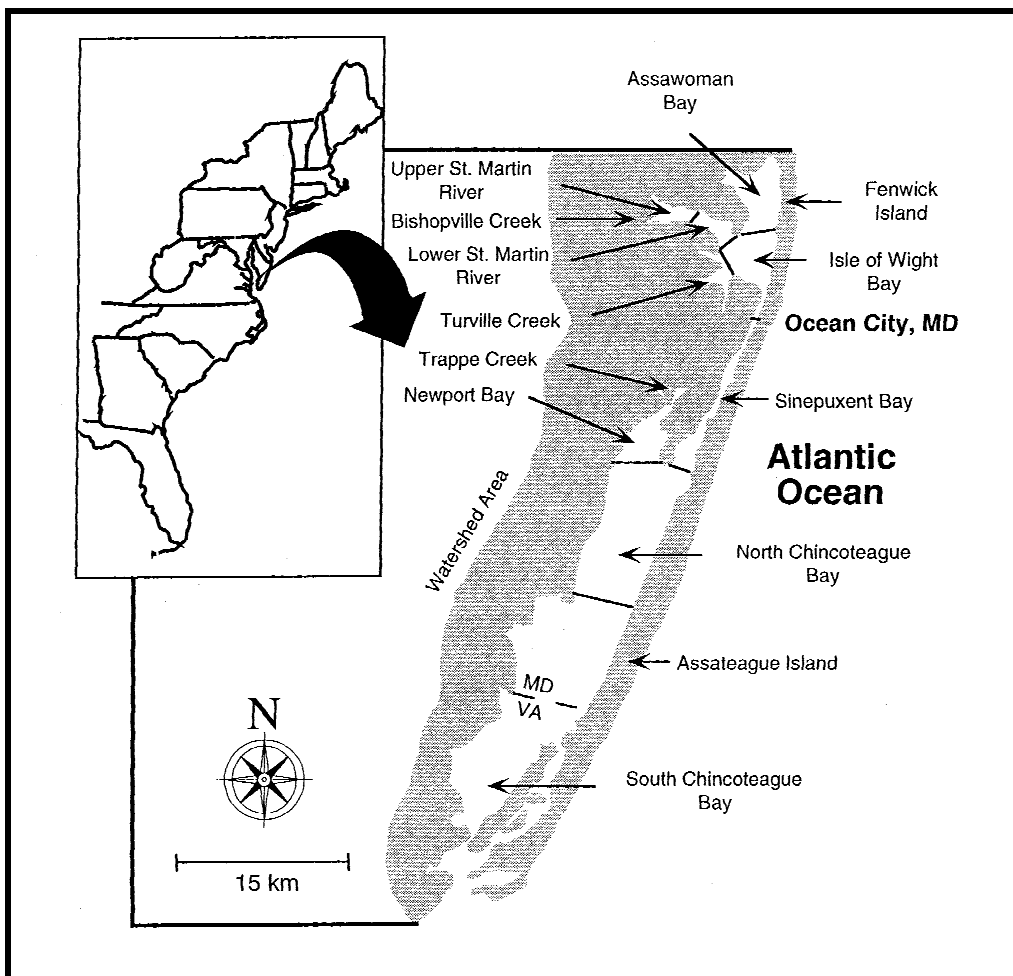 Assawoman
Bay
Upper St. Martin
River
Fenwick
Island
Bishopville Creek
Lower St. Martin
River
Isle of Wight
Bay
Turville Creek
Ocean City, MD
Trappe Creek
Newport Bay
Sinepuxent Bay
Atlantic
Ocean
Watershed Area
North Chincoteague
Bay
Assateague Island
MD
VA
N
South Chincoteague
Bay
15 km